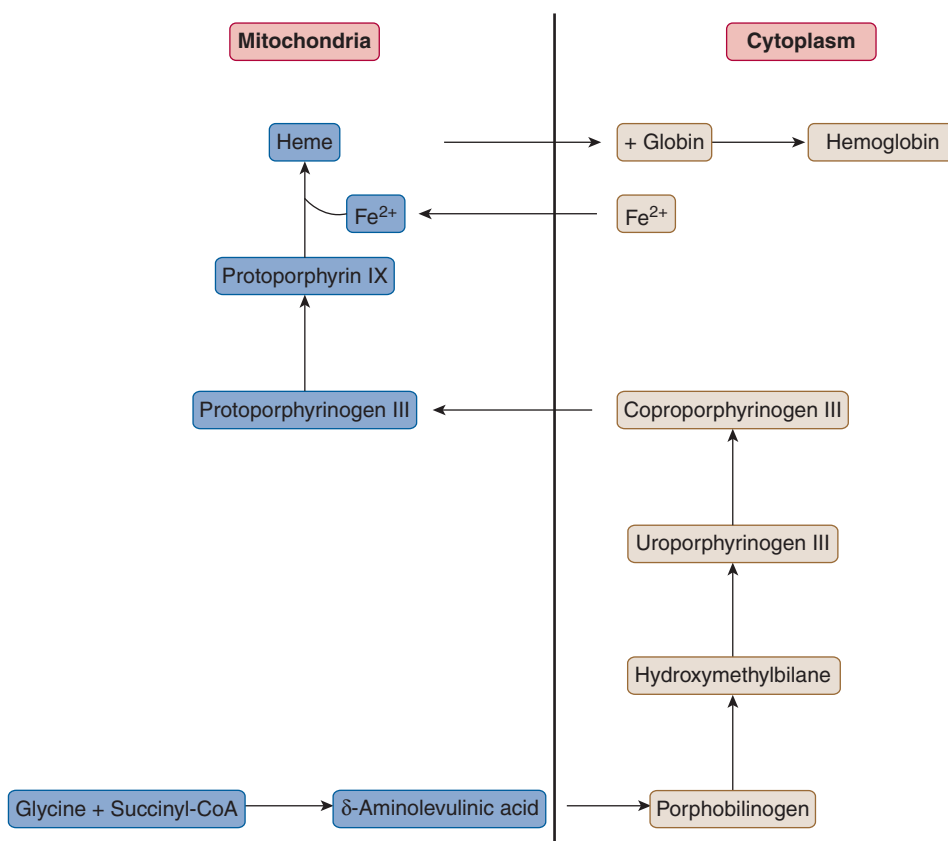 Mitochondria
Cytoplasm
Heme
+ Globin
Hemoglobin
Fe2+
Fe2+
Protoporphyrin IX
Protoporphyrinogen III
Coproporphyrinogen III
Uroporphyrinogen III
Hydroxymethylbilane
Glycine + Succinyl-CoA
δ-Aminolevulinic acid
Porphobilinogen